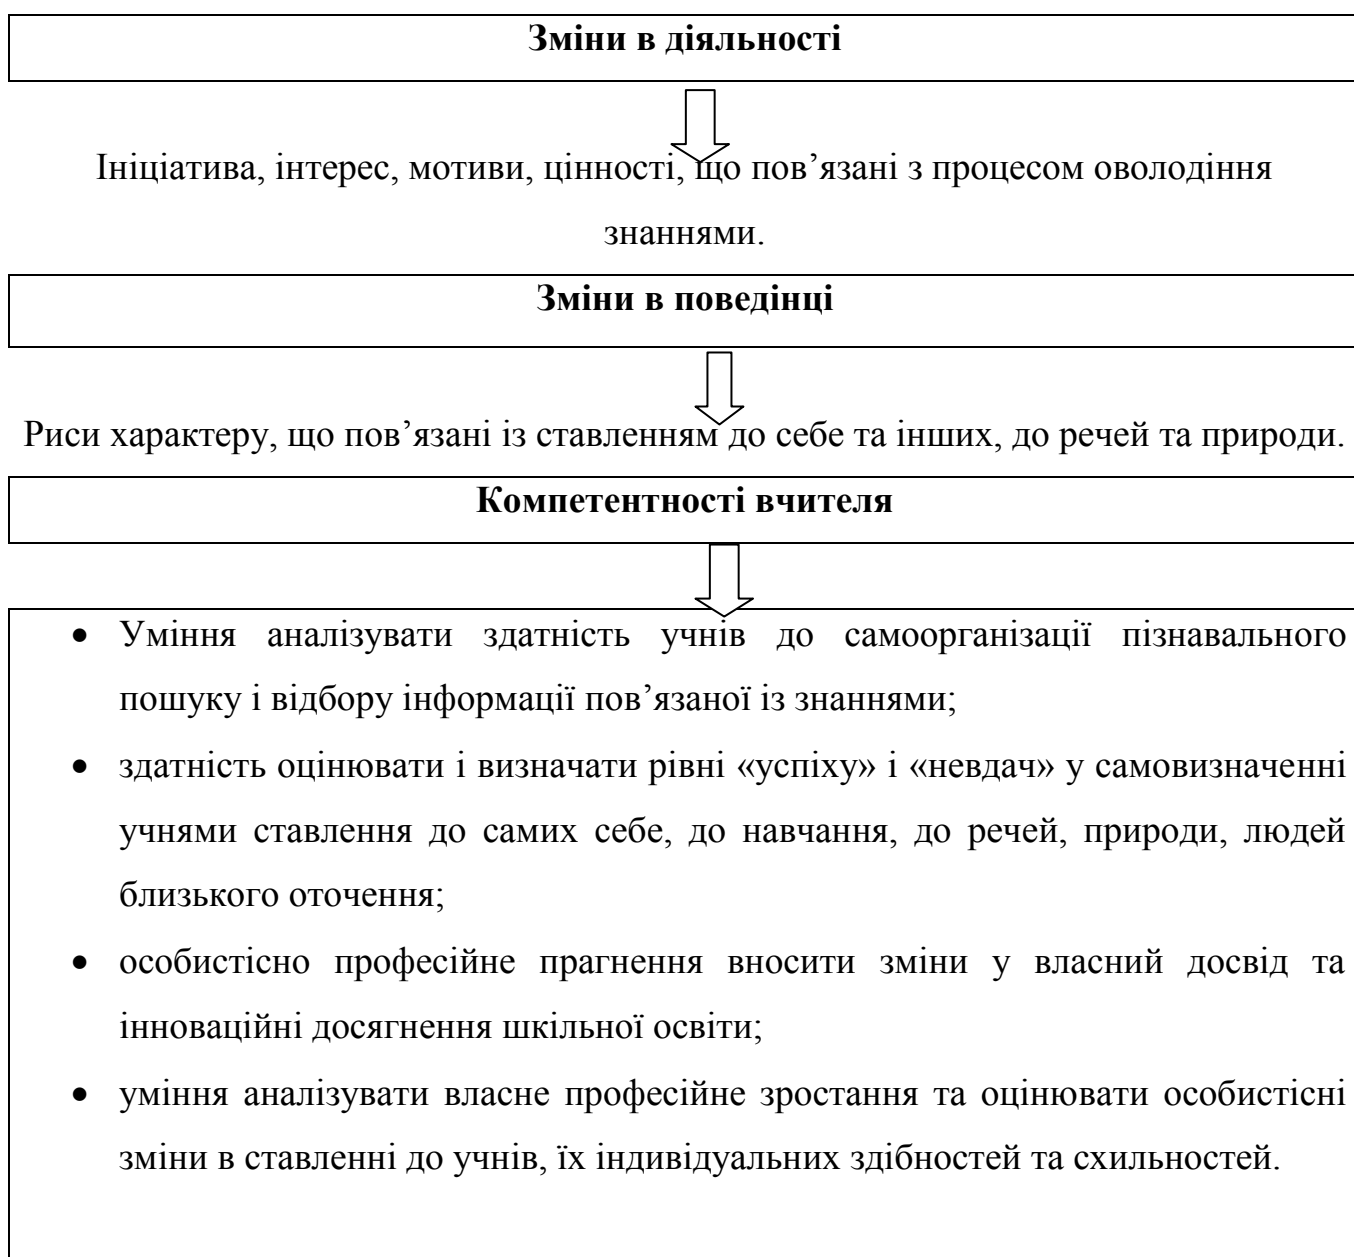 Зміни в діяльності
Ініціатива, інтерес, мотиви, цінності, що пов’язані з процесом оволодіння
знаннями.
Зміни в поведінці
Риси характеру, що пов’язані із ставленням до себе та інших, до речей та природи.
Компетентності вчителя
• Уміння аналізувати здатність учнів до самоорганізації пізнавального
пошуку і відбору інформації пов’язаної із знаннями;
• здатність оцінювати і визначати рівні «успіху» і «невдач» у самовизначенні
учнями ставлення до самих себе, до навчання, до речей, природи, людей
близького оточення;
• особистісно професійне прагнення вносити зміни у власний досвід та
інноваційні досягнення шкільної освіти;
• уміння аналізувати власне професійне зростання та оцінювати особистісні
зміни в ставленні до учнів, їх індивідуальних здібностей та схильностей.